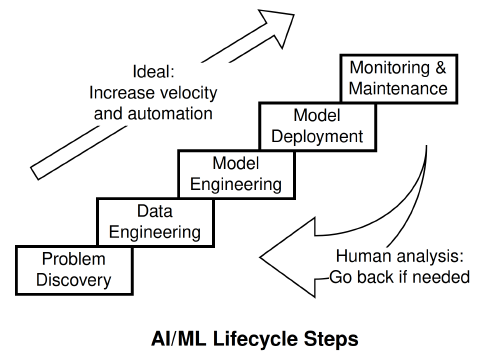 Ideal:
Increase velocity
and automation
Monitoring &
Maintenance
Model
Deployment
Model
Engineering
Data
Engineering
Problem
Discovery
Human analysis:
Go back if needed
AI/ML Lifecycle Steps